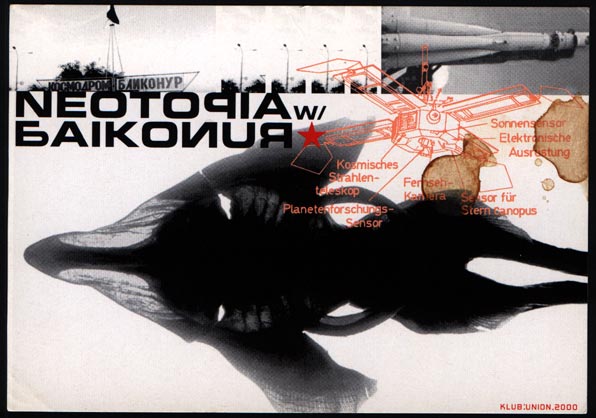 КОСМОДРОМ БАЙКОНУР
NEOTOPIA W/
BAIKONUR
Sonnensensor
Elektronische
Ausrüstung
Kosmisches
Strahlen-
teleskop
Fernseh-
Kamera
Sensor für
Stern Canopus
Planetenforschungs-
Sensor
KLUB:UNION.2000